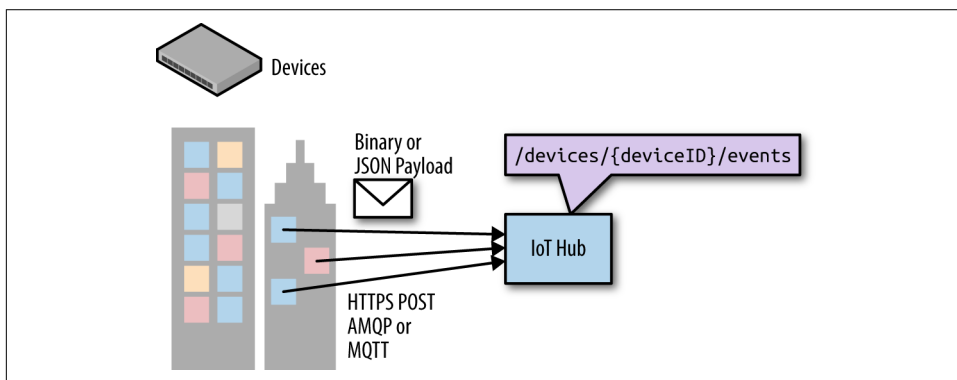 Devices
Binary or
JSON Payload
/devices/{deviceID}/events
IoT Hub
HTTPS POST
AMQP or
MQTT